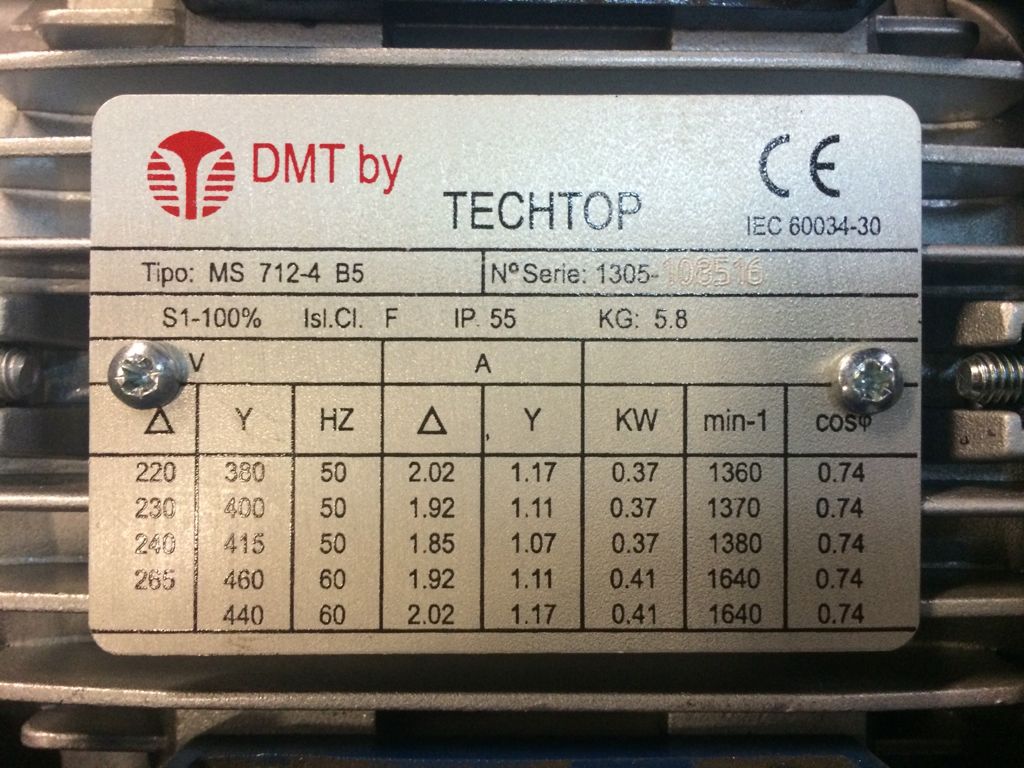 DMT by
TECHTOP
CE
IEC 60034-30
Tipo: MS 712-4 B5 NºSerie: 1305-108516
S1-100% Isl.Cl. F IP. 55 KG: 5.8
V A
Δ Y HZ Δ Y KW min-1 cosφ
220 380 50 2.02 1.17 0.37 1360 0.74
230 400 50 1.92 1.11 0.37 1370 0.74
240 415 50 1.85 1.07 0.37 1380 0.74
265 460 60 1.92 1.11 0.41 1640 0.74
440 60 2.02 1.17 0.41 1640 0.74